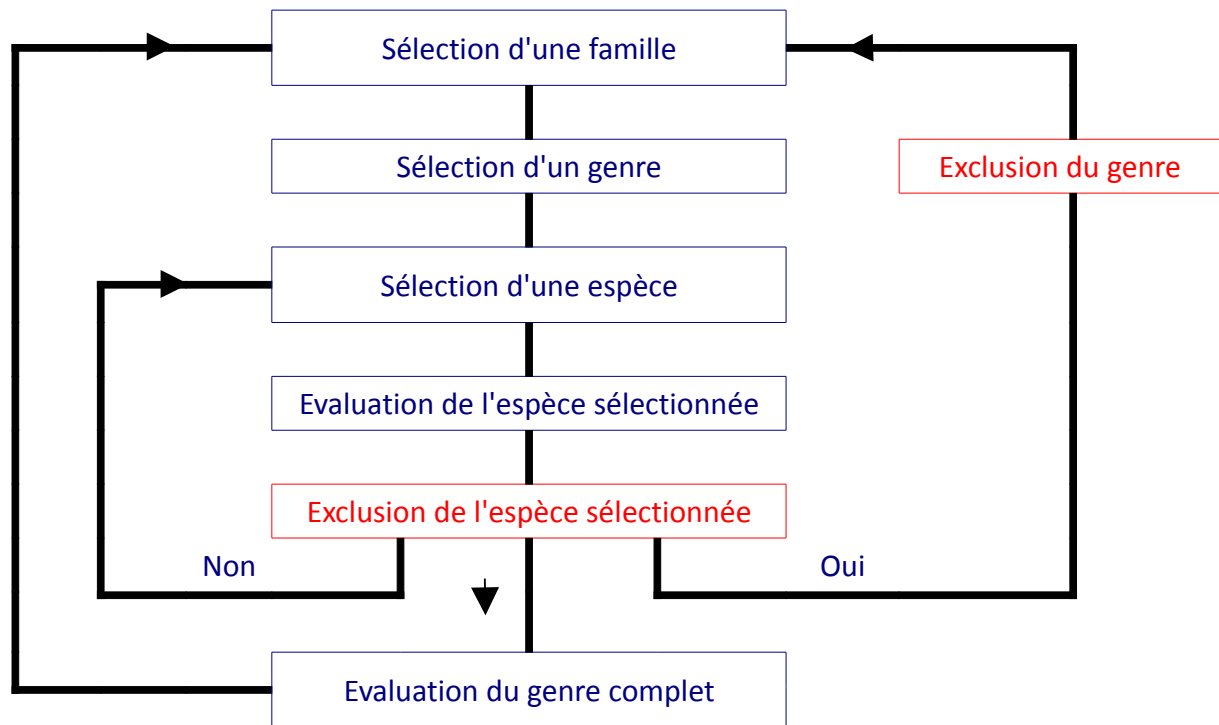 Sélection d'une famille
Sélection d'un genre
Exclusion du genre
Sélection d'une espèce
Evaluation de l'espèce sélectionnée
Exclusion de l'espèce sélectionnée
Non
Oui
Evaluation du genre complet